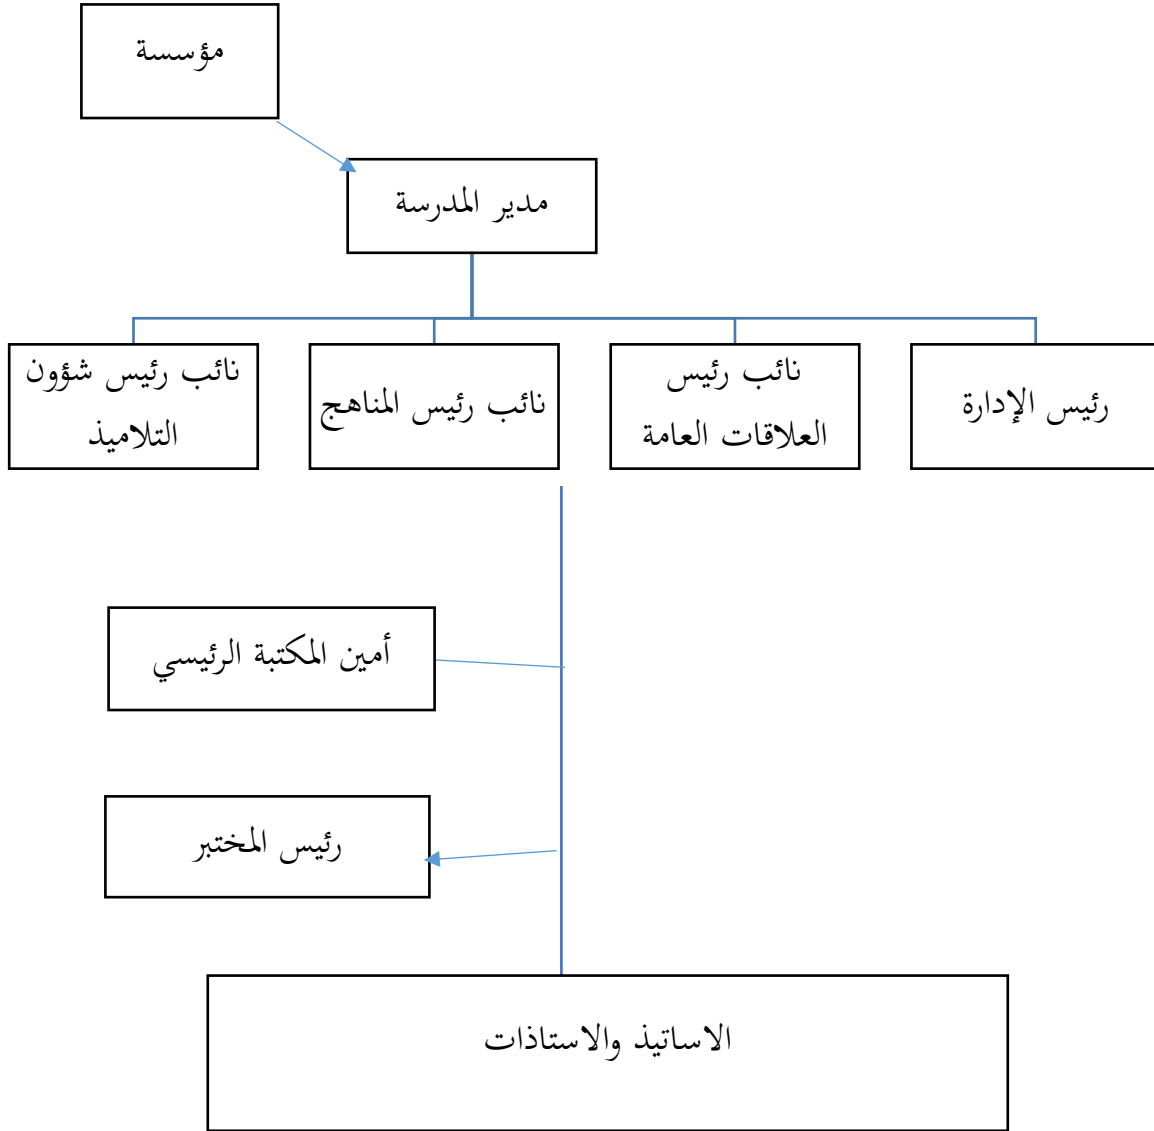 مؤسسة
مدير المدرسة
رئيس الإدارة
نائب رئيس
العلاقات العامة
نائب رئيس المناهج
نائب رئيس شؤون
التلاميذ
أمين المكتبة الرئيسي
رئيس المختبر
الاساتيذ والاستاذات